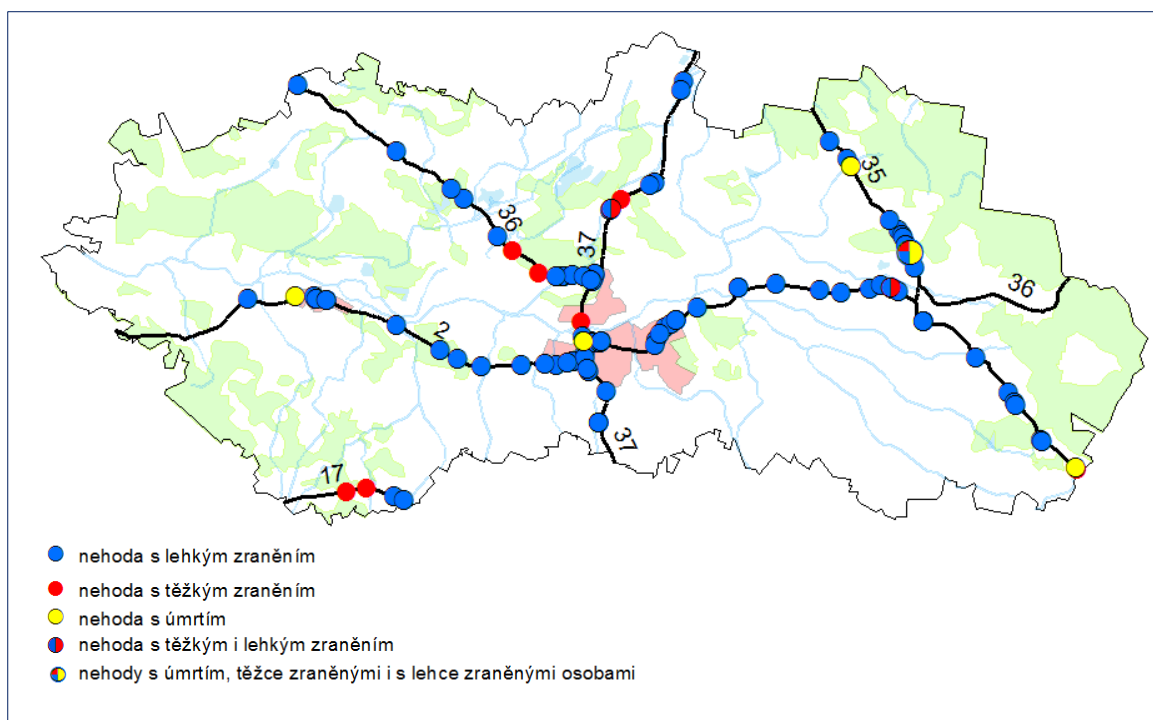 35
36
37
36
2
37
17
nehoda s lehkým zraněním
nehoda s těžkým zraněním
nehoda s úmrtím
nehoda s těžkým i lehkým zraněním
nehody s úmrtím, těžce zraněnými i s lehce zraněnými osobami